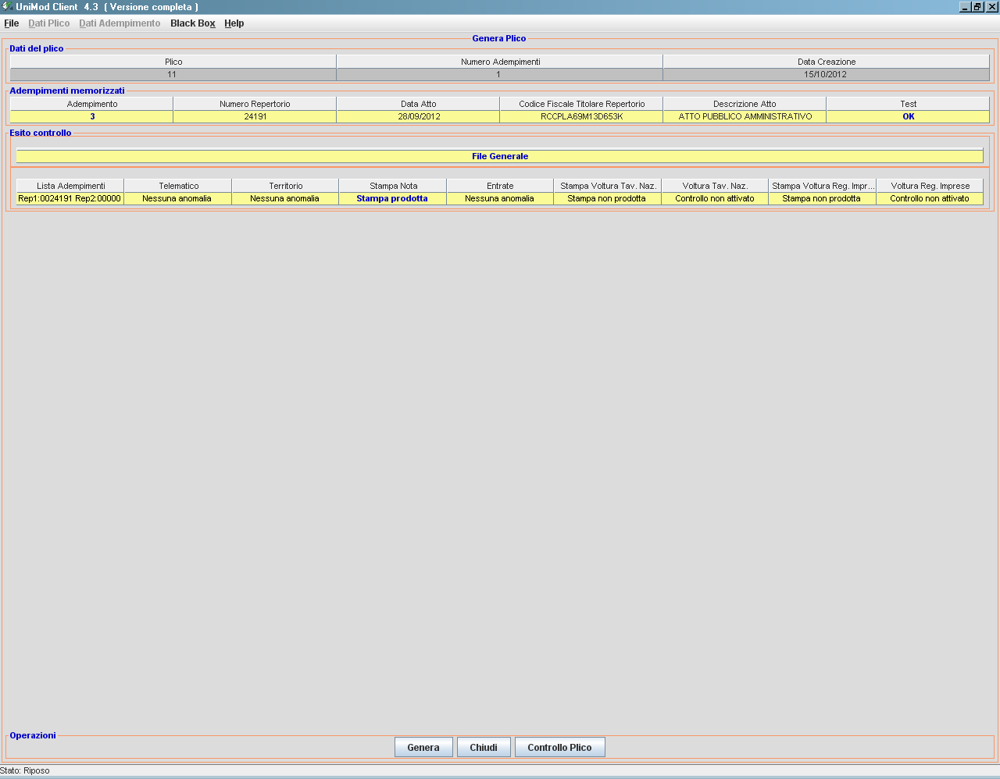 UniMod Client 4.3 ( Versione completa )
File Dati Plico Dati Adempimento Black Box Help
Genera Plico
Dati del plico
Plico Numero Adempimenti Data Creazione
11 1 15/10/2012
Adempimenti memorizzati
Adempimento Numero Repertorio Data Atto Codice Fiscale Titolare Repertorio Descrizione Atto Test
3 24191 28/09/2012 RCCPLA69M13D653K ATTO PUBBLICO AMMINISTRATIVO OK
Esito controllo
File Generale
Lista Adempimenti Telematico Territorio Stampa Nota Entrate Stampa Voltura Tav. Naz. Voltura Tav. Naz. Stampa Voltura Reg. Impr... Voltura Reg. Imprese
Rep1:0024191 Rep2:00000 Nessuna anomalia Nessuna anomalia Stampa prodotta Nessuna anomalia Stampa non prodotta Controllo non attivato Stampa non prodotta Controllo non attivato
Operazioni
Genera Chiudi Controllo Plico
Stato: Riposo